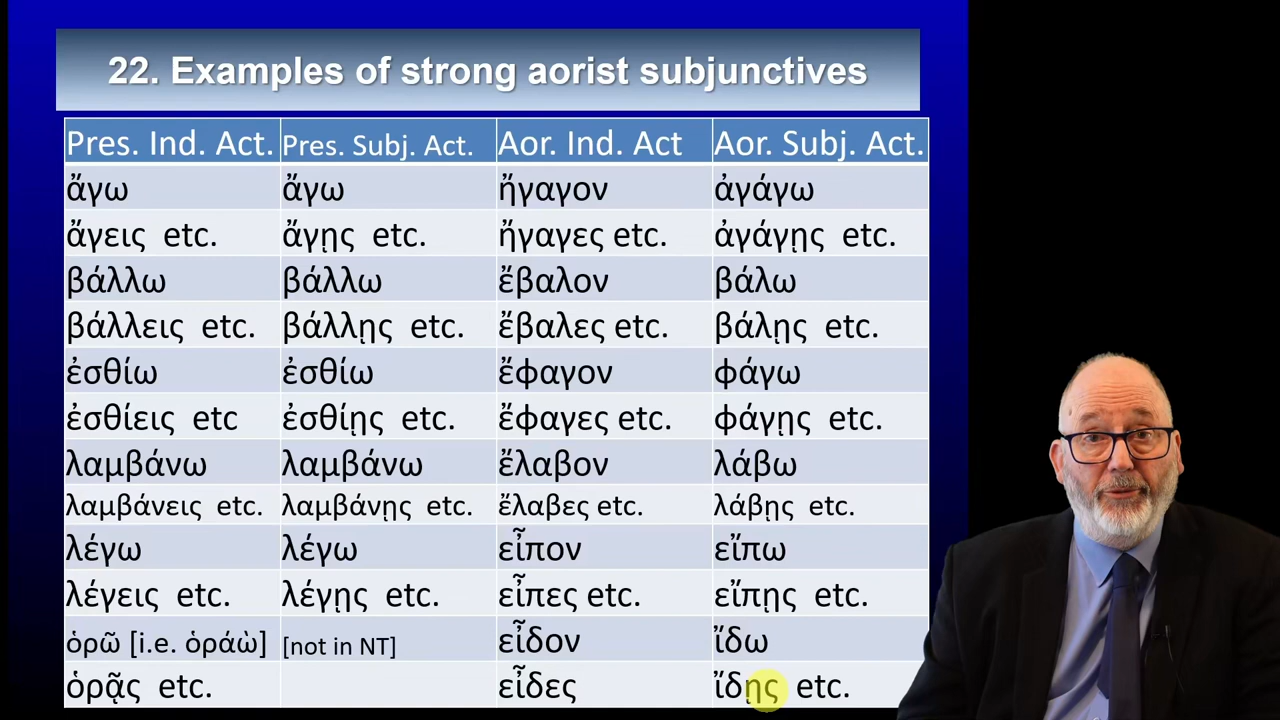 22. Examples of strong aorist subjunctives
Pres. Ind. Act. Pres. Subj. Act. Aor. Ind. Act Aor. Subj. Act.
ἄγω ἄγω ἤγαγον ἀγάγω
ἄγεις etc. ἄγῃς etc. ἤγαγες etc. ἀγάγῃς etc.
βάλλω βάλλω ἔβαλον βάλω
βάλλεις etc. βάλλῃς etc. ἔβαλες etc. βάλῃς etc.
ἐσθίω ἐσθίω ἔφαγον φάγω
ἐσθίεις etc ἐσθίῃς etc. ἔφαγες etc. φάγῃς etc.
λαμβάνω λαμβάνω ἔλαβον λάβω
λαμβάνεις etc. λαμβάνῃς etc. ἔλαβες etc. λάβῃς etc.
λέγω λέγω εἶπον εἴπω
λέγεις etc. λέγῃς etc. εἶπες etc. εἴπῃς etc.
ὁρῶ [i.e. ὁράὼ] [not in NT] εἶδον ἴδω
ὁρᾷς etc. εἶδες ἴδῃς etc.